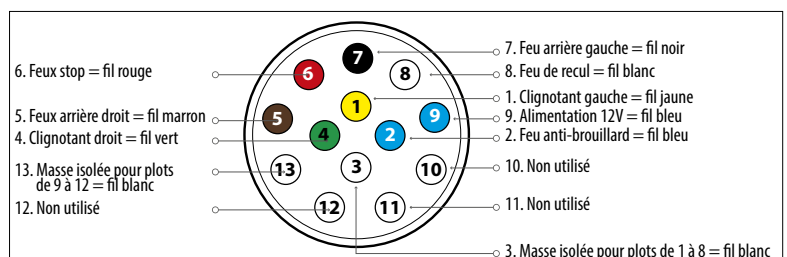 6. Feux stop = fil rouge
5. Feux arrière droit = fil marron
4. Clignotant droit = fil vert
13. Masse isolée pour plots
de 9 à 12 = fil blanc
12. Non utilisé
7
6
8
1
9
5
4
2
13
3
10
12
11
7. Feu arrière gauche = fil noir
8. Feu de recul = fil blanc
1. Clignotant gauche = fil jaune
9. Alimentation 12V = fil bleu
2. Feu anti-brouillard = fil bleu
10. Non utilisé
11. Non utilisé
3. Masse isolée pour plots de 1 à 8 = fil blanc